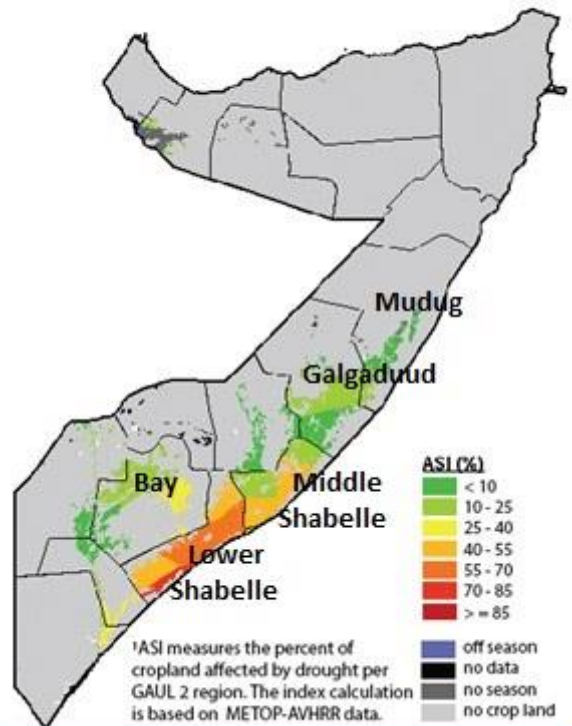 Mudug
Galgaduud
Bay
Middle
Shabelle
Lower
Shabelle
ASI (%)
< 10
10 - 25
25 - 40
40 - 55
55 - 70
70 - 85
> = 85
off season
no data
no season
no crop land
¹ASI measures the percent of
cropland affected by drought per
GAUL 2 region. The index calculation
is based on METOP-AVHRR data.